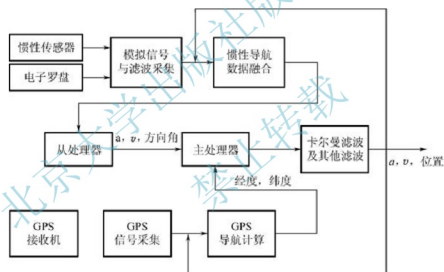 惯性传感器
电子罗盘
模拟信号
与滤波采集
惯性导航
数据融合
从处理器
a，v，方向角
主处理器
卡尔曼滤波
及其他滤波
a，v，位置
经度，纬度
GPS
接收机
GPS
信号采集
GPS
导航计算
北京大学出版社版权
禁止转载